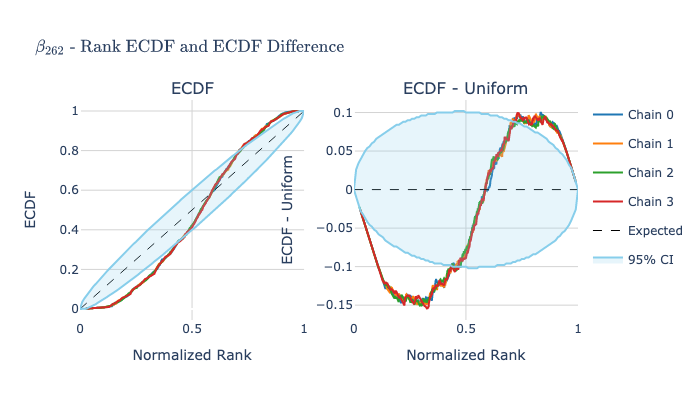 β262 - Rank ECDF and ECDF Difference
ECDF
ECDF - Uniform
ECDF
1
0.8
0.6
0.4
0.2
0
0
0.5
1
Normalized Rank
ECDF - Uniform
0.1
0.05
0
−0.05
−0.1
−0.15
0
0.5
1
Normalized Rank
Chain 0
Chain 1
Chain 2
Chain 3
Expected
95% CI